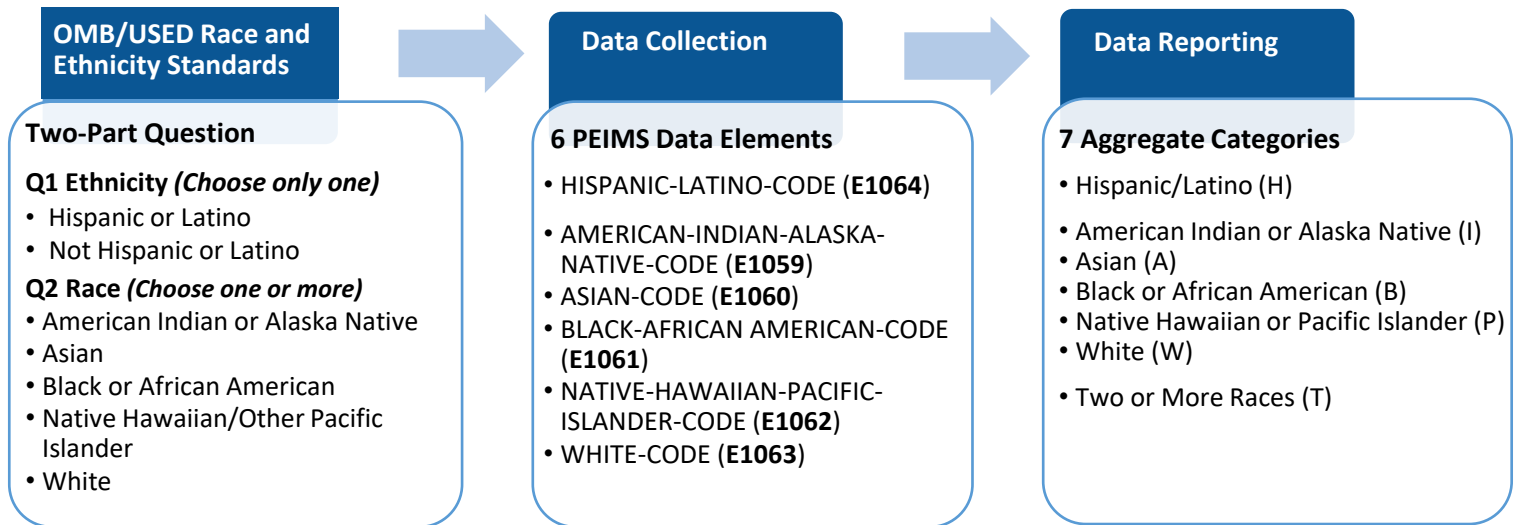 OMB/USED Race and
Ethnicity Standards
Two-Part Question
Q1 Ethnicity (Choose only one)
• Hispanic or Latino
• Not Hispanic or Latino
Q2 Race (Choose one or more)
• American Indian or Alaska Native
• Asian
• Black or African American
• Native Hawaiian/Other Pacific
Islander
• White
Data Collection
6 PEIMS Data Elements
• HISPANIC-LATINO-CODE (E1064)
• AMERICAN-INDIAN-ALASKA-
NATIVE-CODE (E1059)
• ASIAN-CODE (E1060)
• BLACK-AFRICAN AMERICAN-CODE
(E1061)
• NATIVE-HAWAIIAN-PACIFIC-
ISLANDER-CODE (E1062)
• WHITE-CODE (E1063)
Data Reporting
7 Aggregate Categories
• Hispanic/Latino (H)
• American Indian or Alaska Native (I)
• Asian (A)
• Black or African American (B)
• Native Hawaiian or Pacific Islander (P)
• White (W)
• Two or More Races (T)